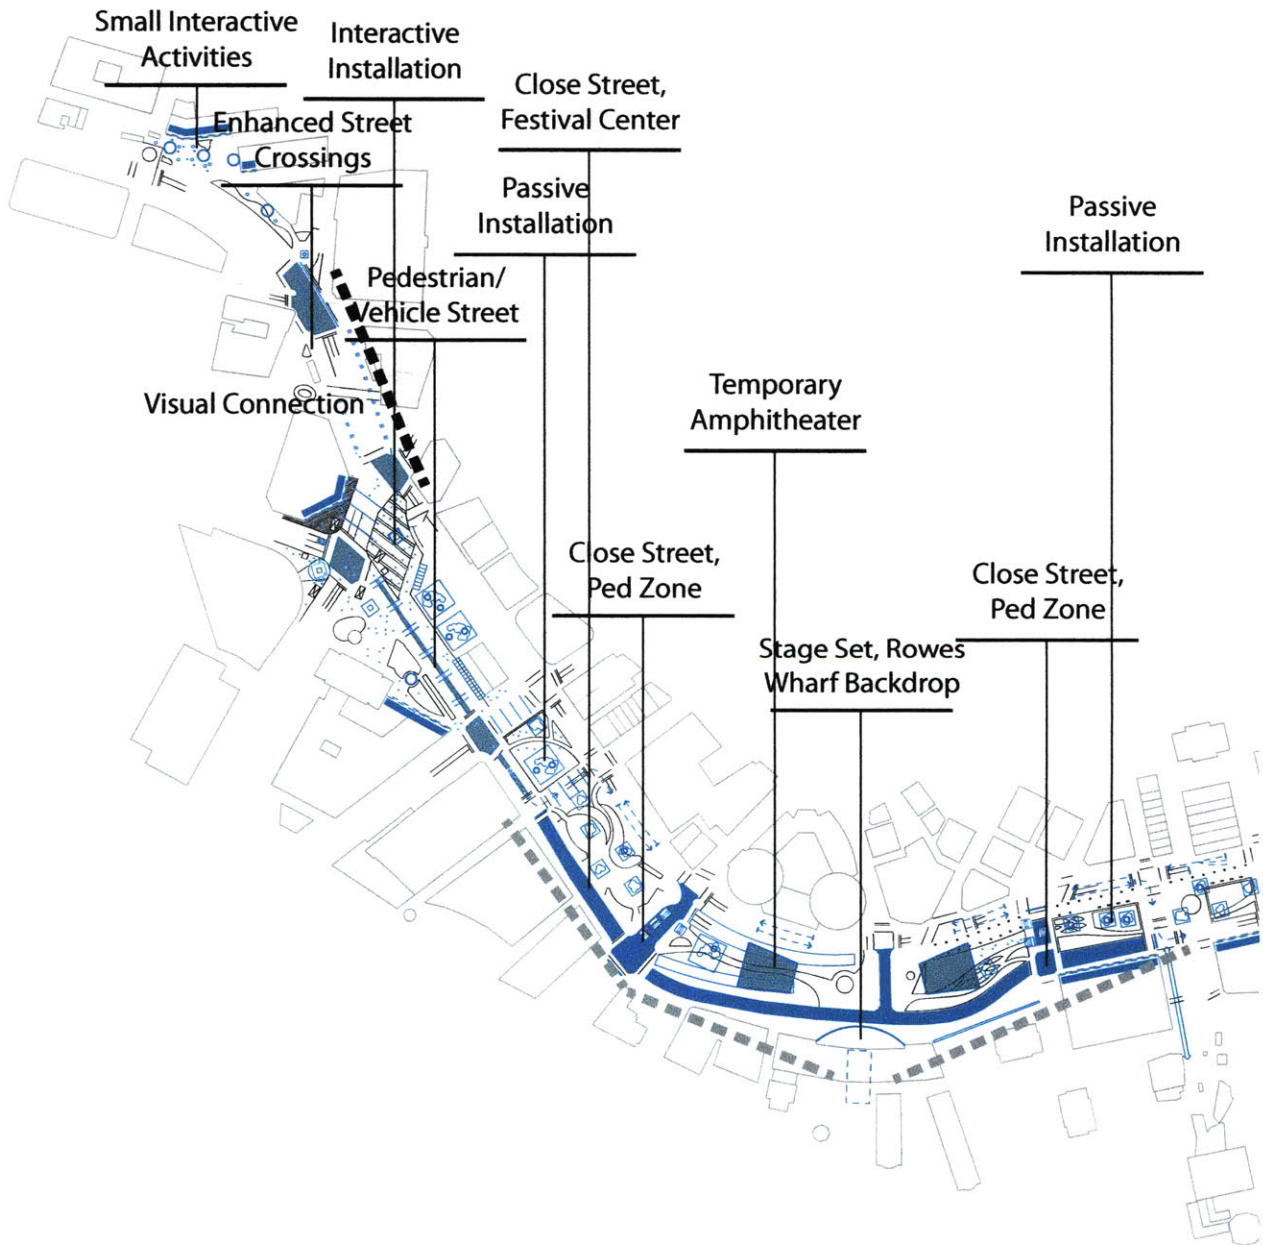 Small Interactive
Activities
Interactive
Installation
Close Street,
Festival Center
Enhanced Street
Crossings
Passive
Installation
Passive
Installation
Pedestrian/
Vehicle Street
Visual Connection
Temporary
Amphitheater
Close Street,
Ped Zone
Close Street,
Ped Zone
Stage Set, Rowes
Wharf Backdrop